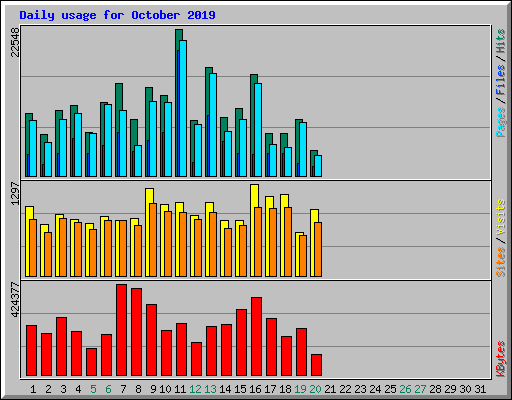 Daily usage for October 2019
22548
Pages / Files / Hits
1297
Sites / Visits
424377
KBytes
1 2 3 4 5 6 7 8 9 10 11 12 13 14 15 16 17 18 19 20 21 22 23 24 25 26 27 28 29 30 31